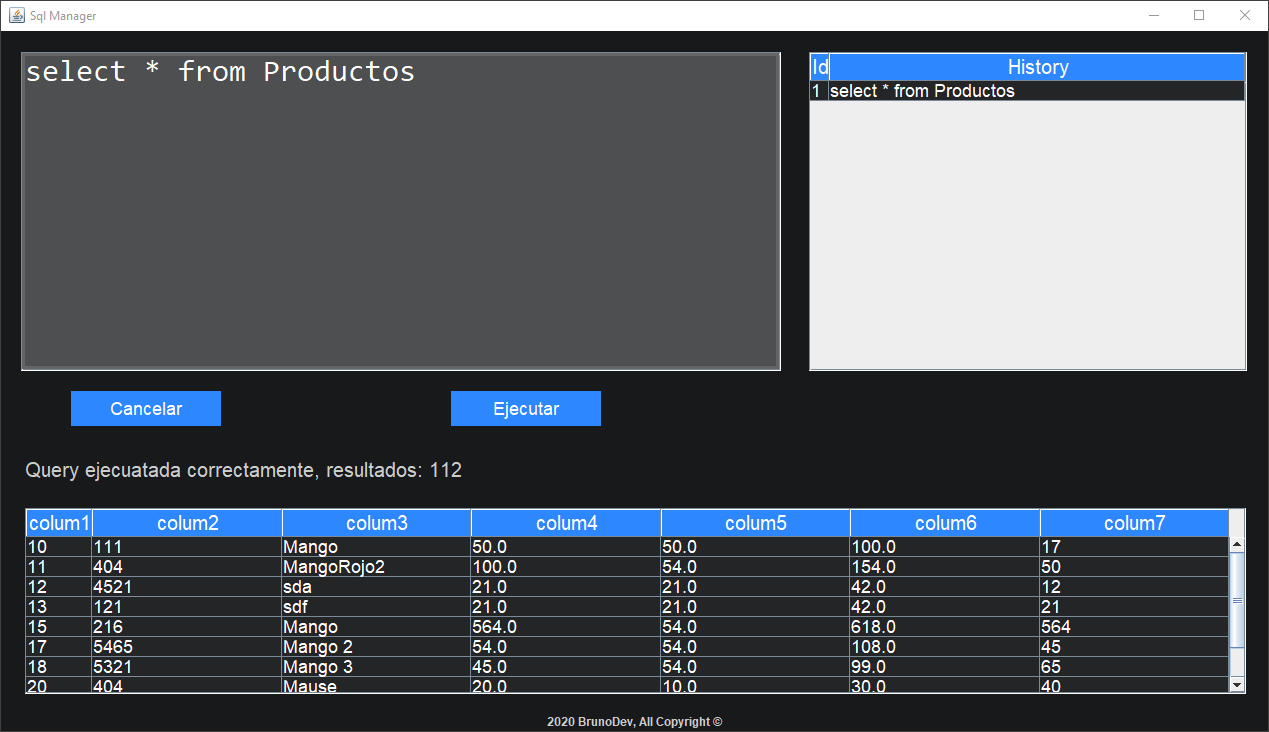 Sql Manager
select * from Productos
Id History
1 select * from Productos
Cancelar Ejecutar
Query ejecuatada correctamente, resultados: 112
colum1 colum2 colum3 colum4 colum5 colum6 colum7
10 111 Mango 50.0 50.0 100.0 17
11 404 MangoRojo2 100.0 54.0 154.0 50
12 4521 sda 21.0 21.0 42.0 12
13 121 sdf 21.0 21.0 42.0 21
15 216 Mango 564.0 54.0 618.0 564
17 5465 Mango 2 54.0 54.0 108.0 45
18 5321 Mango 3 45.0 54.0 99.0 65
20 404 Mause 20.0 10.0 30.0 40
2020 BrunoDev, All Copyright ©